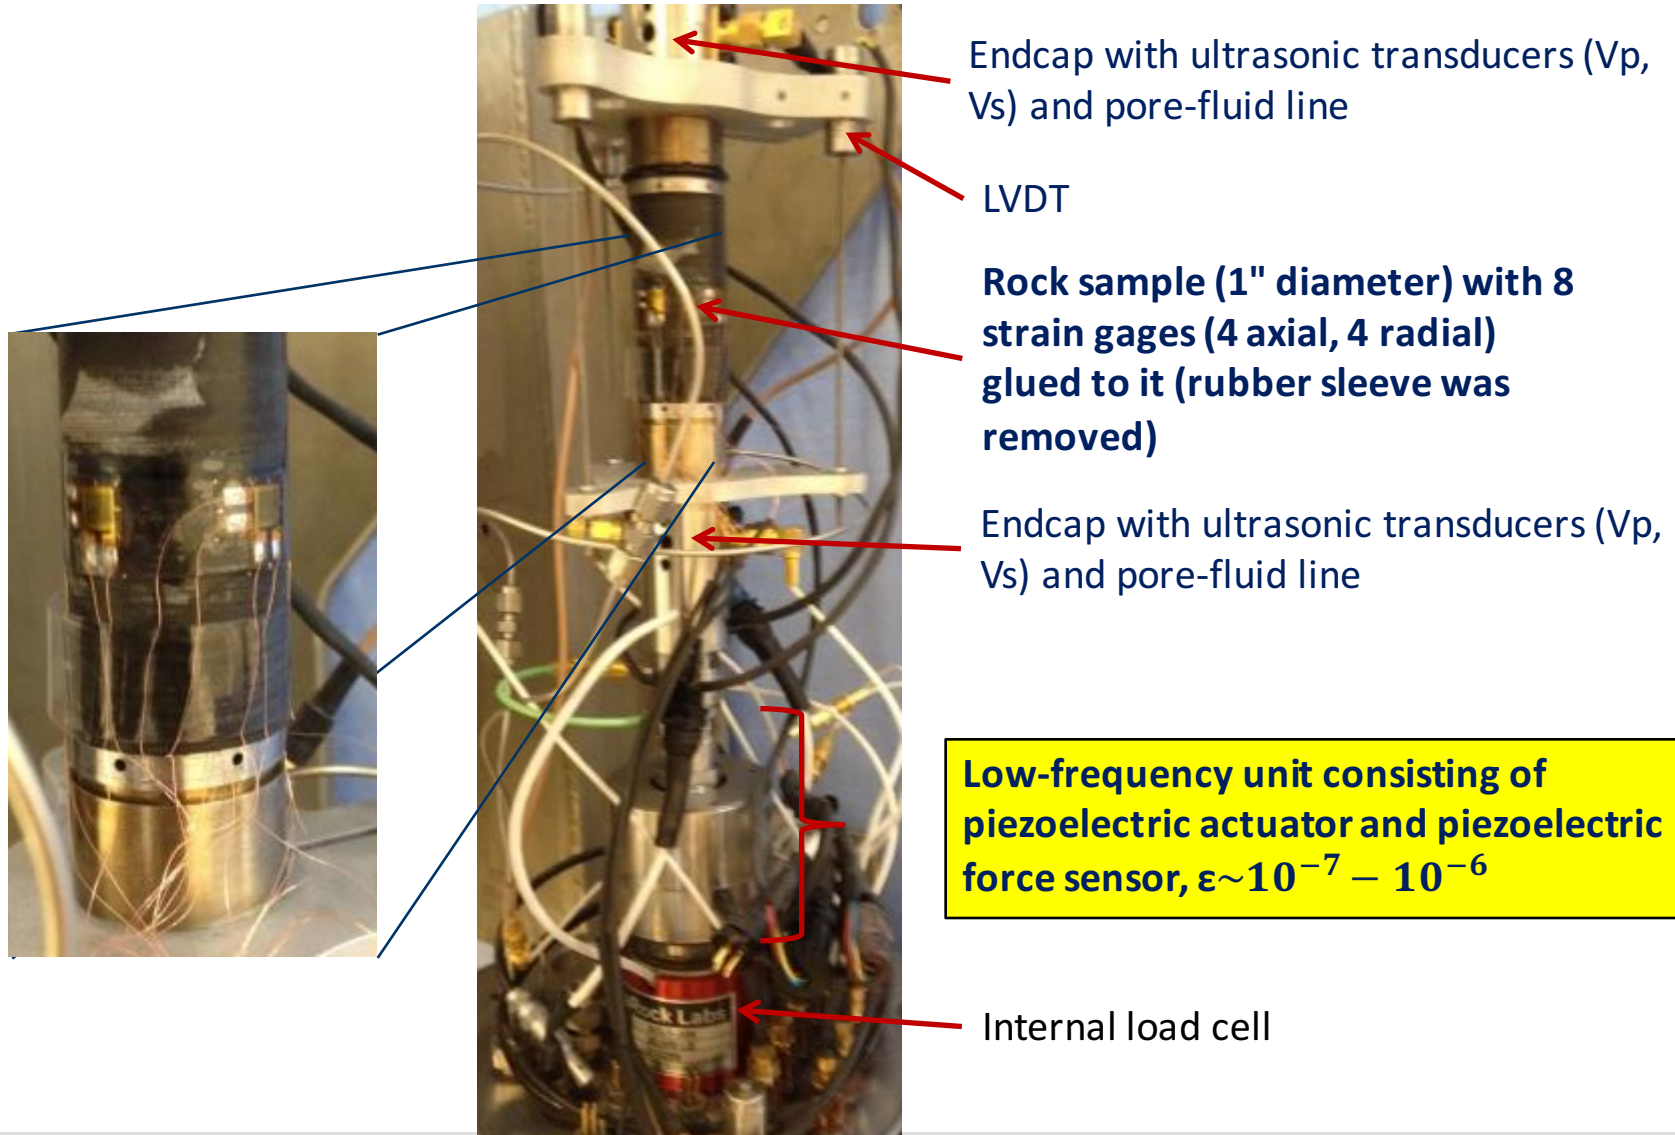 Endcap with ultrasonic transducers (Vp,
Vs) and pore-fluid line
LVDT
Rock sample (1" diameter) with 8
strain gages (4 axial, 4 radial)
glued to it (rubber sleeve was
removed)
Endcap with ultrasonic transducers (Vp,
Vs) and pore-fluid line
Low-frequency unit consisting of
piezoelectric actuator and piezoelectric
force sensor, ε~10⁻⁷ − 10⁻⁶
Internal load cell
Rock Labs